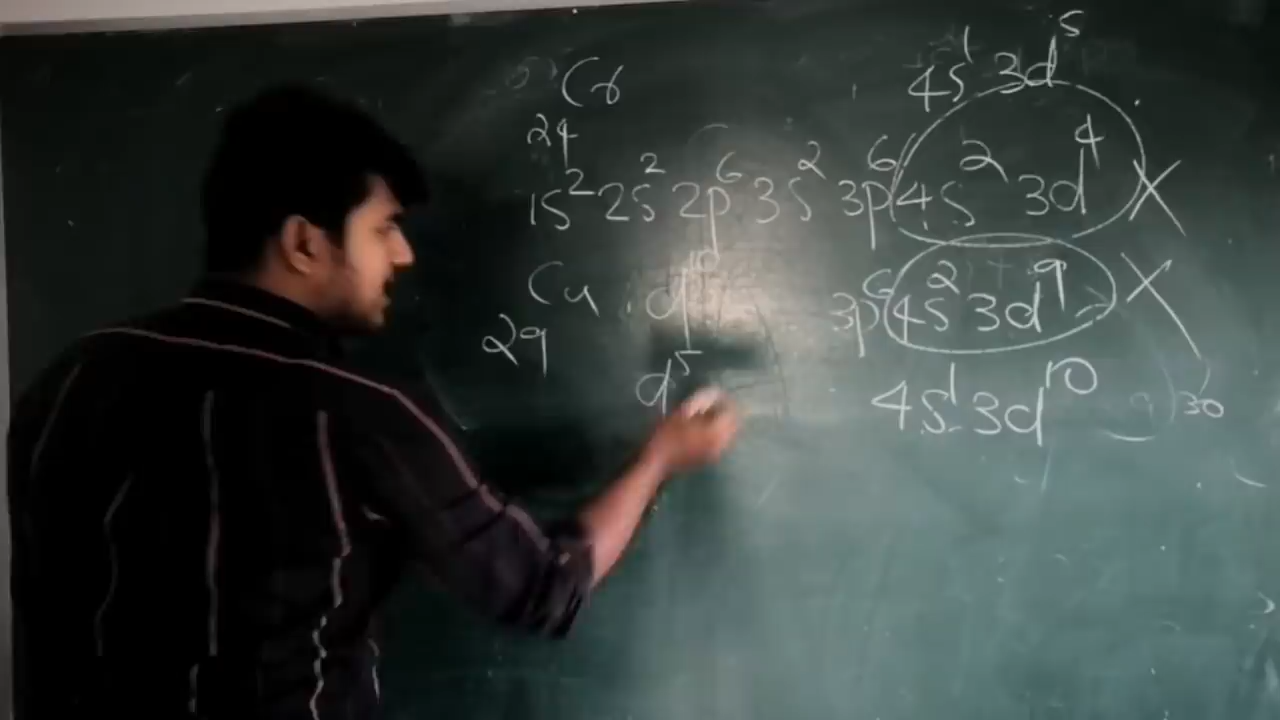 Cr 4s¹ 3d⁵
24
1s² 2s² 2p⁶ 3s² 3p⁶ 4s² 3d⁴ X
Cu d¹⁰ 3p⁶ 4s² 3d⁹ X
29
d⁵ 4s¹ 3d¹⁰ 30